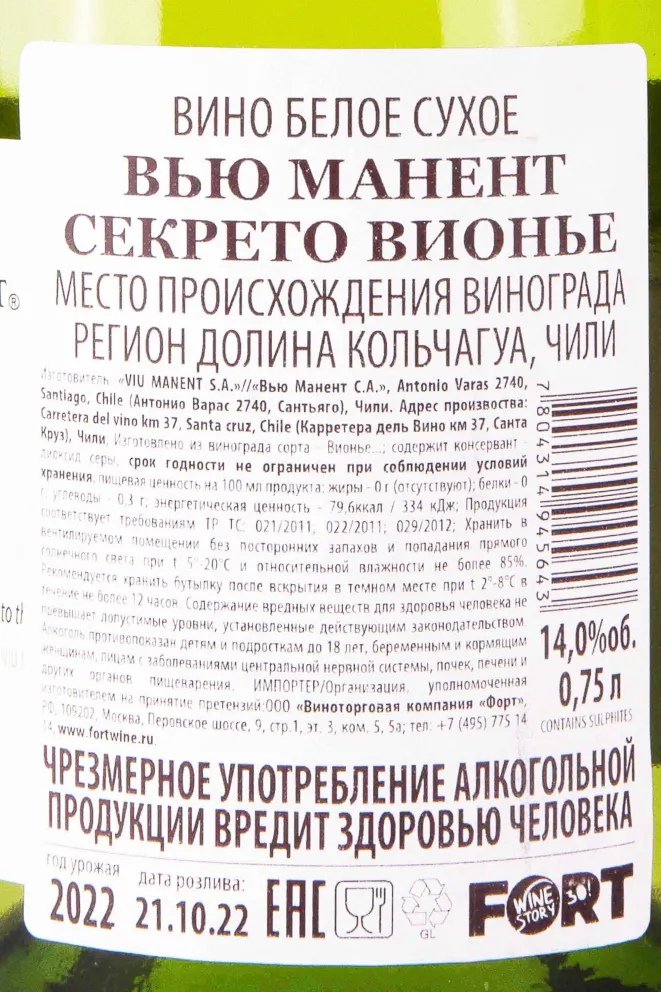 ВИНО БЕЛОЕ СУХОЕ
ВЬЮ МАНЕНТ
СЕКРЕТО ВИОНЬЕ
МЕСТО ПРОИСХОЖДЕНИЯ ВИНОГРАДА
РЕГИОН ДОЛИНА КОЛЬЧАГУА, ЧИЛИ
Изготовитель «VIU MANENT S.A.»//«Вью Манент С.А.», Antonio Varas 2740,
Santiago, Chile (Антонио Варас 2740, Сантьяго), Чили. Адрес произвоства:
Carretera del vino km 37, Santa cruz, Chile (Карретера дель Вино км 37, Санта
Круз), Чили. Изготовлено из винограда сорта - Вионье...; содержит консервант -
диоксид серы, срок годности не ограничен при соблюдении условий
хранения, пищевая ценность на 100 мл продукта: жиры - 0 г (отсутствуют); белки - 0
г, углеводы - 0.3 г; энергетическая ценность - 79,6ккал / 334 кДж; Продукция
соответствует требованиям ТР ТС: 021/2011; 022/2011; 029/2012; Хранить в
вентилируемом помещении без посторонних запахов и попадания прямого
солнечного света при t 5°-20°C и относительной влажности не более 85%.
Рекомендуется хранить бутылку после вскрытия в темном месте при t 2°-8°C в
течение не более 12 часов. Содержание вредных веществ для здоровья человека не
превышает допустимые уровни, установленные действующим законодательством.
Алкоголь противопоказан детям и подросткам до 18 лет, беременным и кормящим
женщинам, лицам с заболеваниями центральной нервной системы, почек, печени и
других органов пищеварения. ИМПОРТЕР/Организация, уполномоченная
изготовителем на принятие претензий:ООО «Виноторговая компания «Форт»,
РФ, 109202, Москва, Перовское шоссе, 9, стр.1, эт. 3, ком. 5, 5а; тел: +7 (495) 775 14
14, www.fortwine.ru
7 804314 945643
14,0%об.
0,75 л
CONTAINS SULPHITES
ЧРЕЗМЕРНОЕ УПОТРЕБЛЕНИЕ АЛКОГОЛЬНОЙ
ПРОДУКЦИИ ВРЕДИТ ЗДОРОВЬЮ ЧЕЛОВЕКА
год урожая
2022
дата розлива:
21.10.22
EAC
GL
FORT
WINE
STORY
30!
T®
to th